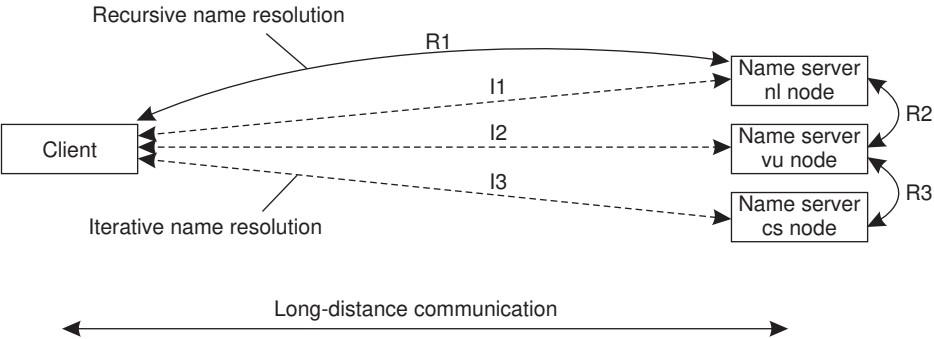 Recursive name resolution
R1
Name server
nl node
I1
R2
Client
I2
Name server
vu node
I3
R3
Name server
cs node
Iterative name resolution
Long-distance communication